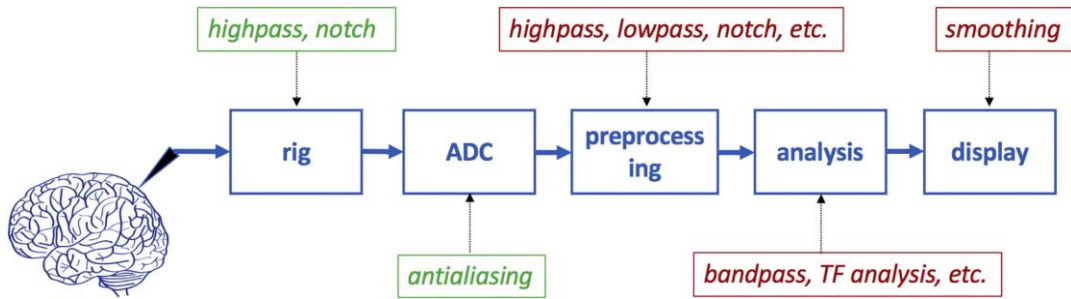 highpass, notch
highpass, lowpass, notch, etc.
smoothing
rig
ADC
preprocess
ing
analysis
display
antialiasing
bandpass, TF analysis, etc.